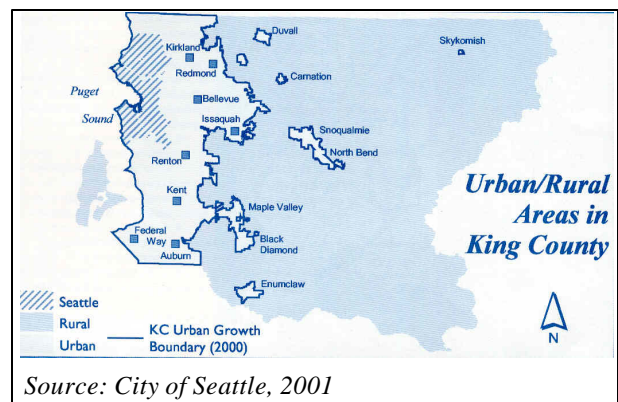 Duvall
Skykomish
Kirkland
Redmond
Carnation
Puget
Sound
Bellevue
Issaquah
Snoqualmie
North Bend
Renton
Kent
Maple Valley
Federal
Way
Auburn
Black
Diamond
Enumclaw
Urban/Rural
Areas in
King County
Seattle
Rural
Urban
KC Urban Growth
Boundary (2000)
N
Source: City of Seattle, 2001